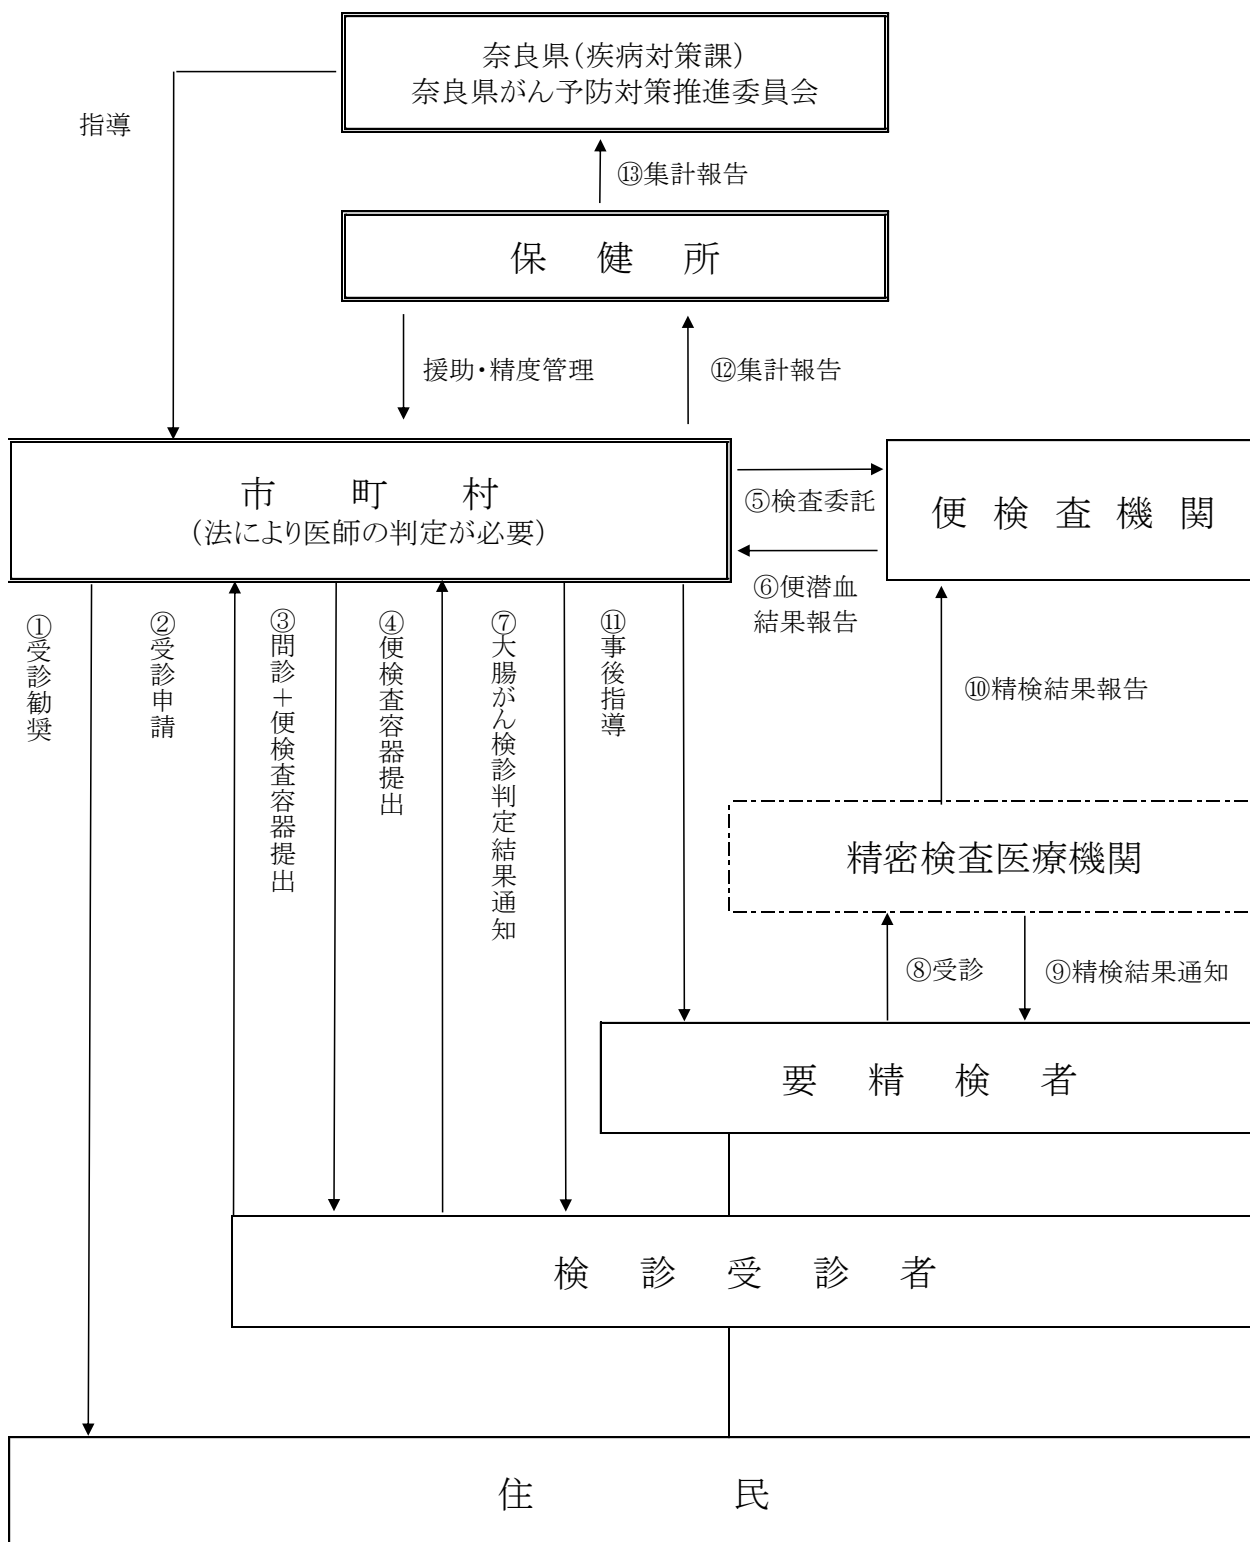 奈良県（疾病対策課）
奈良県がん予防対策推進委員会
指導
⑬集計報告
保健所
援助・精度管理
⑫集計報告
市町村
（法により医師の判定が必要）
⑤検査委託
便検査機関
⑥便潜血
結果報告
①受診勧奨
②受診申請
③問診＋便検査容器提出
④便検査容器提出
⑦大腸がん検診判定結果通知
⑪事後指導
⑩精検結果報告
精密検査医療機関
⑧受診
⑨精検結果通知
要精検者
検診受診者
住民